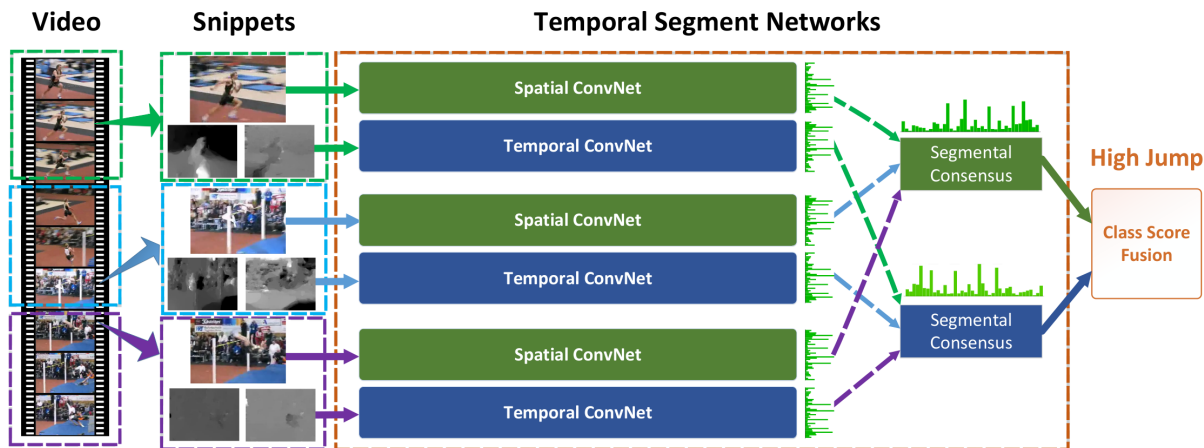 Video
Snippets
Temporal Segment Networks
Spatial ConvNet
Temporal ConvNet
Spatial ConvNet
Temporal ConvNet
Spatial ConvNet
Temporal ConvNet
Segmental
Consensus
Segmental
Consensus
High Jump
Class Score
Fusion